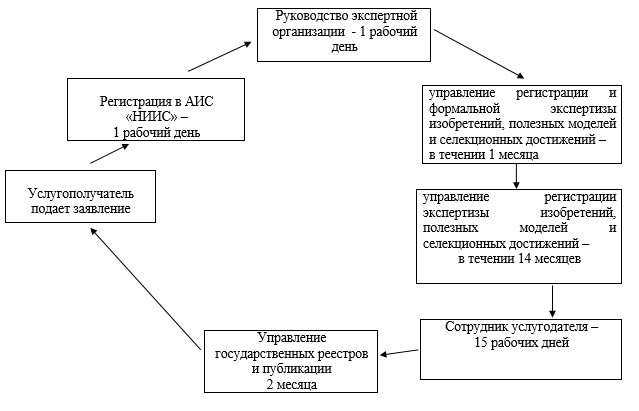 Руководство экспертной
организации - 1 рабочий
день
Регистрация в АИС
«НИИС» –
1 рабочий день
управление регистрации и
формальной экспертизы
изобретений, полезных моделей
и селекционных достижений –
в течении 1 месяца
Услугополучатель
подает заявление
управление регистрации
экспертизы изобретений,
полезных моделей и
селекционных достижений –
в течении 14 месяцев
Сотрудник услугодателя –
15 рабочих дней
Управление
государственных реестров
и публикации
2 месяца